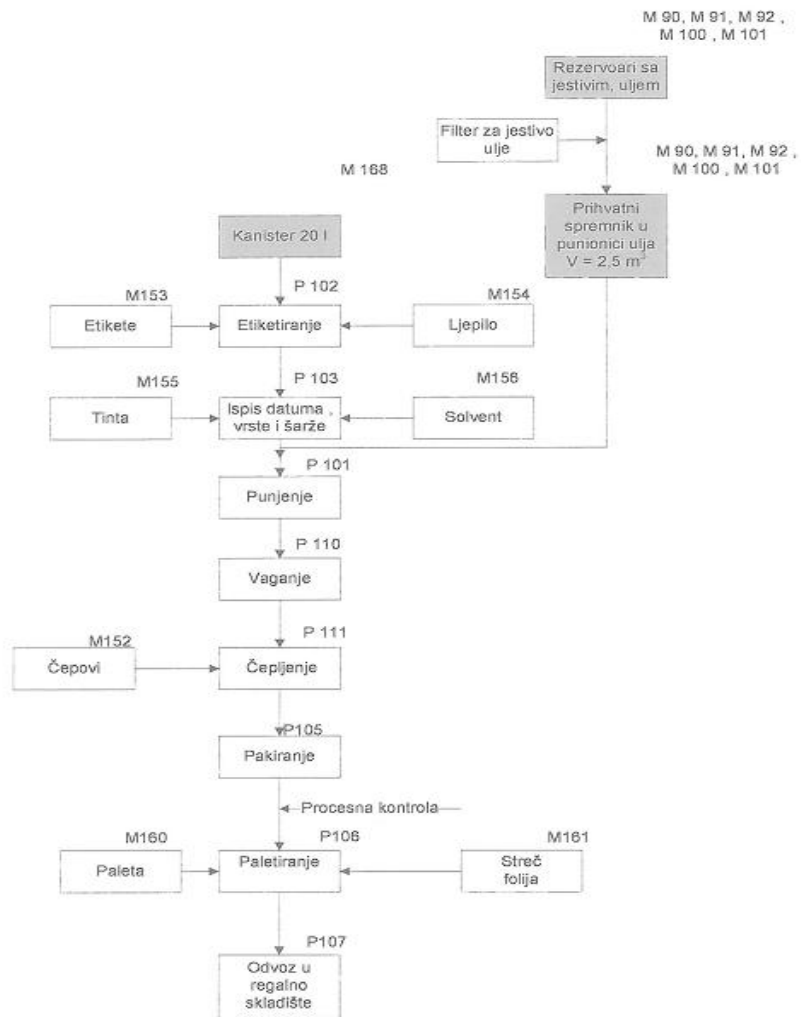 M 90, M 91, M 92 ,
M 100 , M 101
Rezervoari sa
jestivim, uljem
Filter za jestivo
ulje
M 90, M 91, M 92 ,
M 100 , M 101
M 168
Kanister 20 l
Prihvatni
spremnik u
punionici ulja
V = 2,5 m³
P 102
M153
M154
Etikete
Etiketiranje
Ljepilo
P 103
M155
M156
Tinta
Ispis datuma ,
vrste i šarže
Solvent
P 101
Punjenje
P 110
Vaganje
P 111
M152
Čepovi
Čepljenje
P105
Pakiranje
Procesna kontrola
M160
P106
M161
Paleta
Paletiranje
Streč
folija
P107
Odvoz u
regalno
skladište